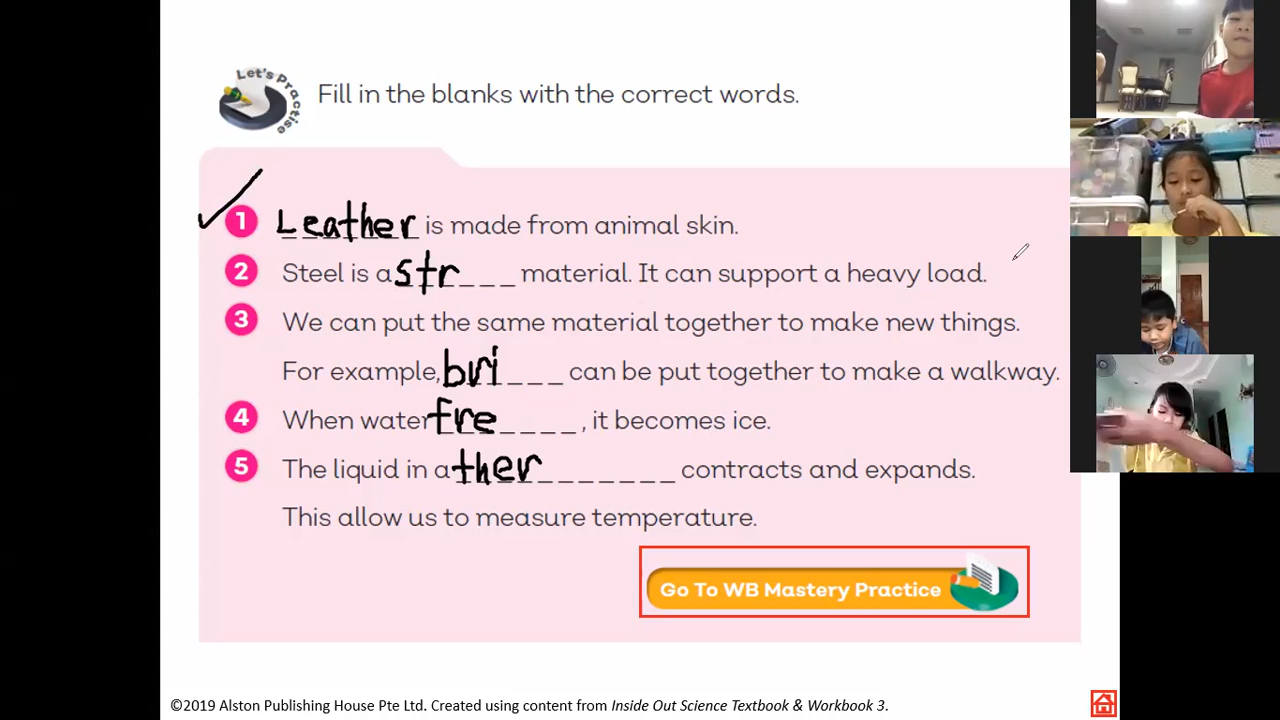 Let's Practise
Fill in the blanks with the correct words.
1 Leather is made from animal skin.
2 Steel is a str_ _ _ material. It can support a heavy load.
3 We can put the same material together to make new things.
For example, bri_ _ _ can be put together to make a walkway.
4 When water fre_ _ _ _, it becomes ice.
5 The liquid in a ther_ _ _ _ _ _ _ contracts and expands.
This allow us to measure temperature.
Go To WB Mastery Practice
©2019 Alston Publishing House Pte Ltd. Created using content from Inside Out Science Textbook & Workbook 3.